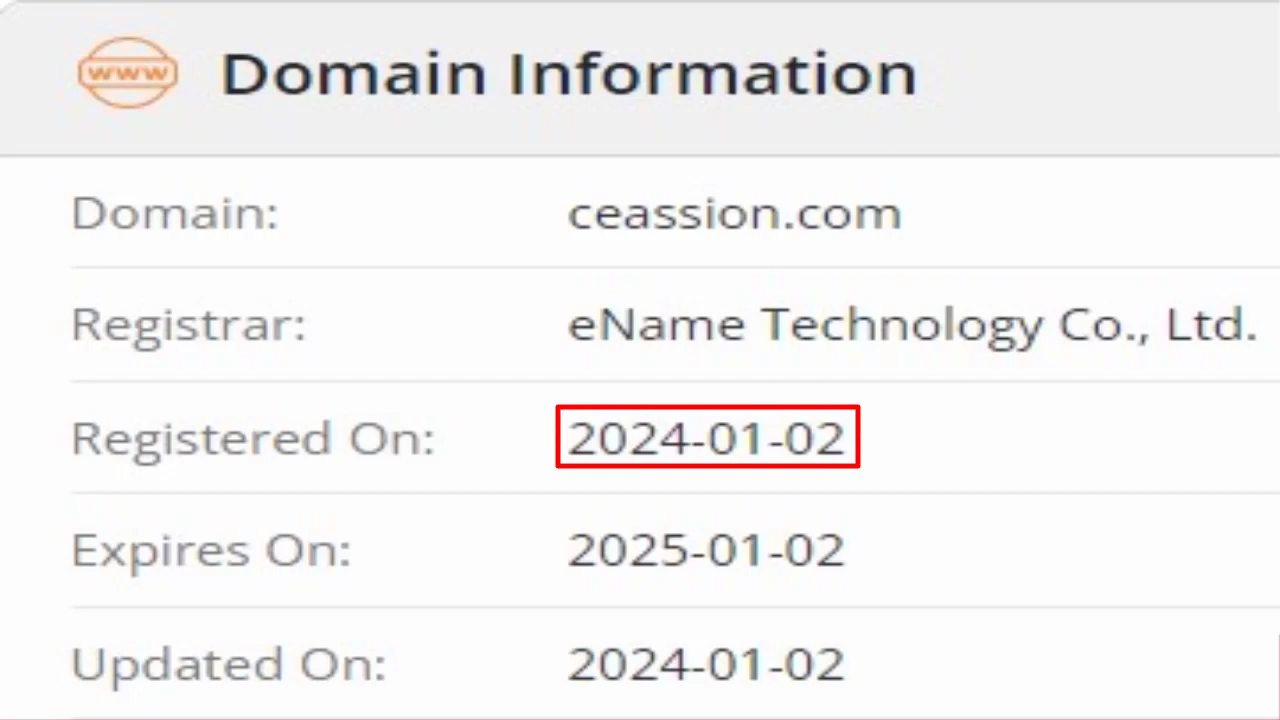 www
Domain Information
Domain: ceassion.com
Registrar: eName Technology Co., Ltd.
Registered On: 2024-01-02
Expires On: 2025-01-02
Updated On: 2024-01-02